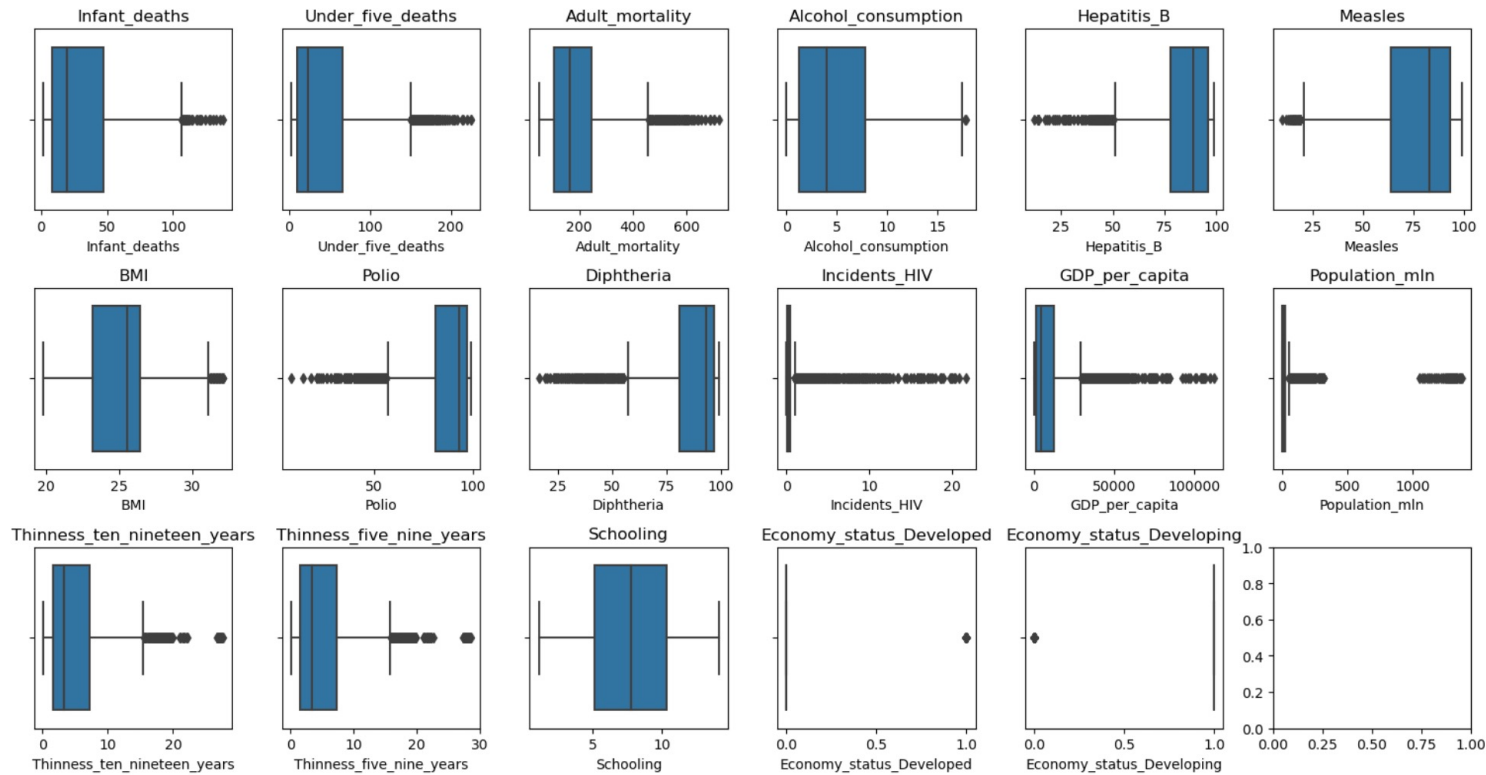 Infant_deaths Under_five_deaths Adult_mortality Alcohol_consumption Hepatitis_B Measles
0 50 100 0 100 200 200 400 600 0 5 10 15 25 50 75 100 25 50 75 100
Infant_deaths Under_five_deaths Adult_mortality Alcohol_consumption Hepatitis_B Measles
BMI Polio Diphtheria Incidents_HIV GDP_per_capita Population_mln
20 25 30 50 100 25 50 75 100 0 10 20 0 50000 100000 0 500 1000
BMI Polio Diphtheria Incidents_HIV GDP_per_capita Population_mln
Thinness_ten_nineteen_years Thinness_five_nine_years Schooling Economy_status_Developed Economy_status_Developing
1.0
0.8
0.6
0.4
0.2
0.0
0 10 20 0 10 20 30 5 10 0.0 0.5 1.0 0.0 0.5 1.0 0.00 0.25 0.50 0.75 1.00
Thinness_ten_nineteen_years Thinness_five_nine_years Schooling Economy_status_Developed Economy_status_Developing